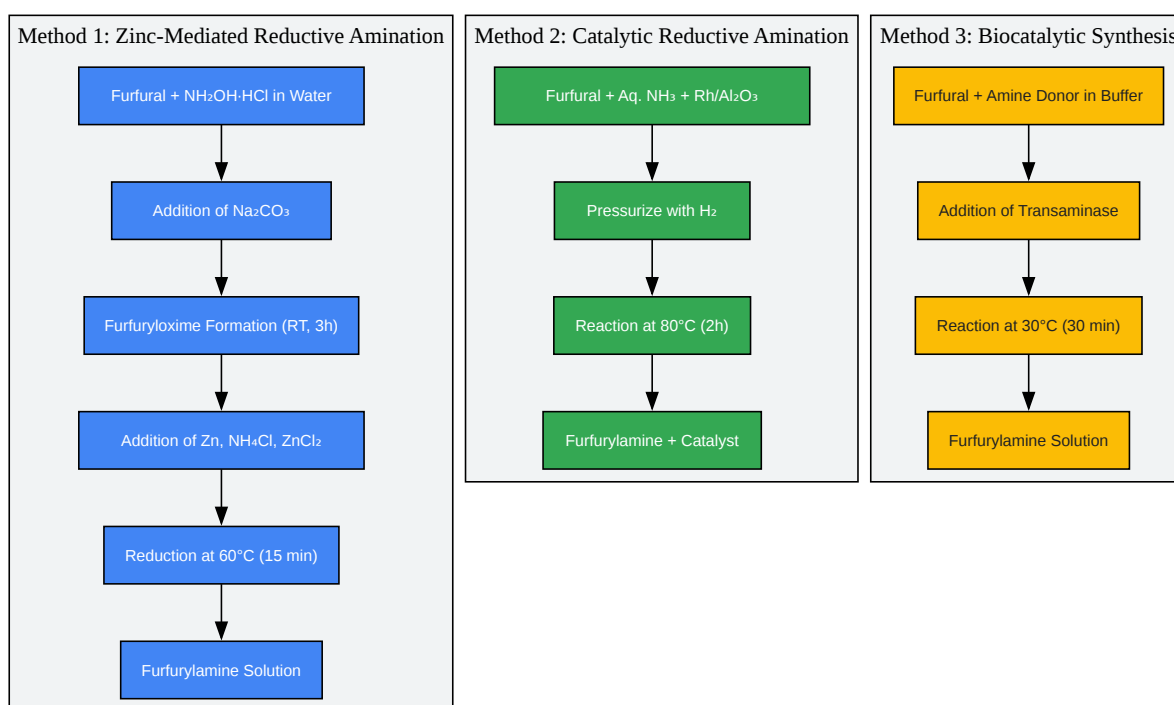 Method 1: Zinc-Mediated Reductive Amination
Furfural + NH₂OH·HCl in Water
Addition of Na₂CO₃
Furfuryloxime Formation (RT, 3h)
Addition of Zn, NH₄Cl, ZnCl₂
Reduction at 60°C (15 min)
Furfurylamine Solution
Method 2: Catalytic Reductive Amination
Furfural + Aq. NH₃ + Rh/Al₂O₃
Pressurize with H₂
Reaction at 80°C (2h)
Furfurylamine + Catalyst
Method 3: Biocatalytic Synthesis
Furfural + Amine Donor in Buffer
Addition of Transaminase
Reaction at 30°C (30 min)
Furfurylamine Solution